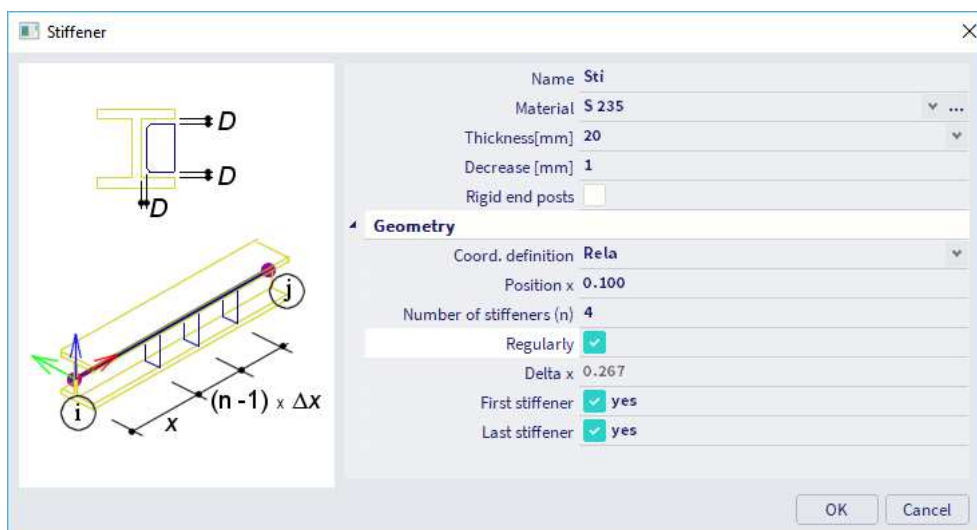 Stiffener
D
D
D
j
i
x
(n -1) x Δx
Name Sti
Material S 235 ...
Thickness[mm] 20
Decrease [mm] 1
Rigid end posts
Geometry
Coord. definition Rela
Position x 0.100
Number of stiffeners (n) 4
Regularly
Delta x 0.267
First stiffener yes
Last stiffener yes
OK Cancel